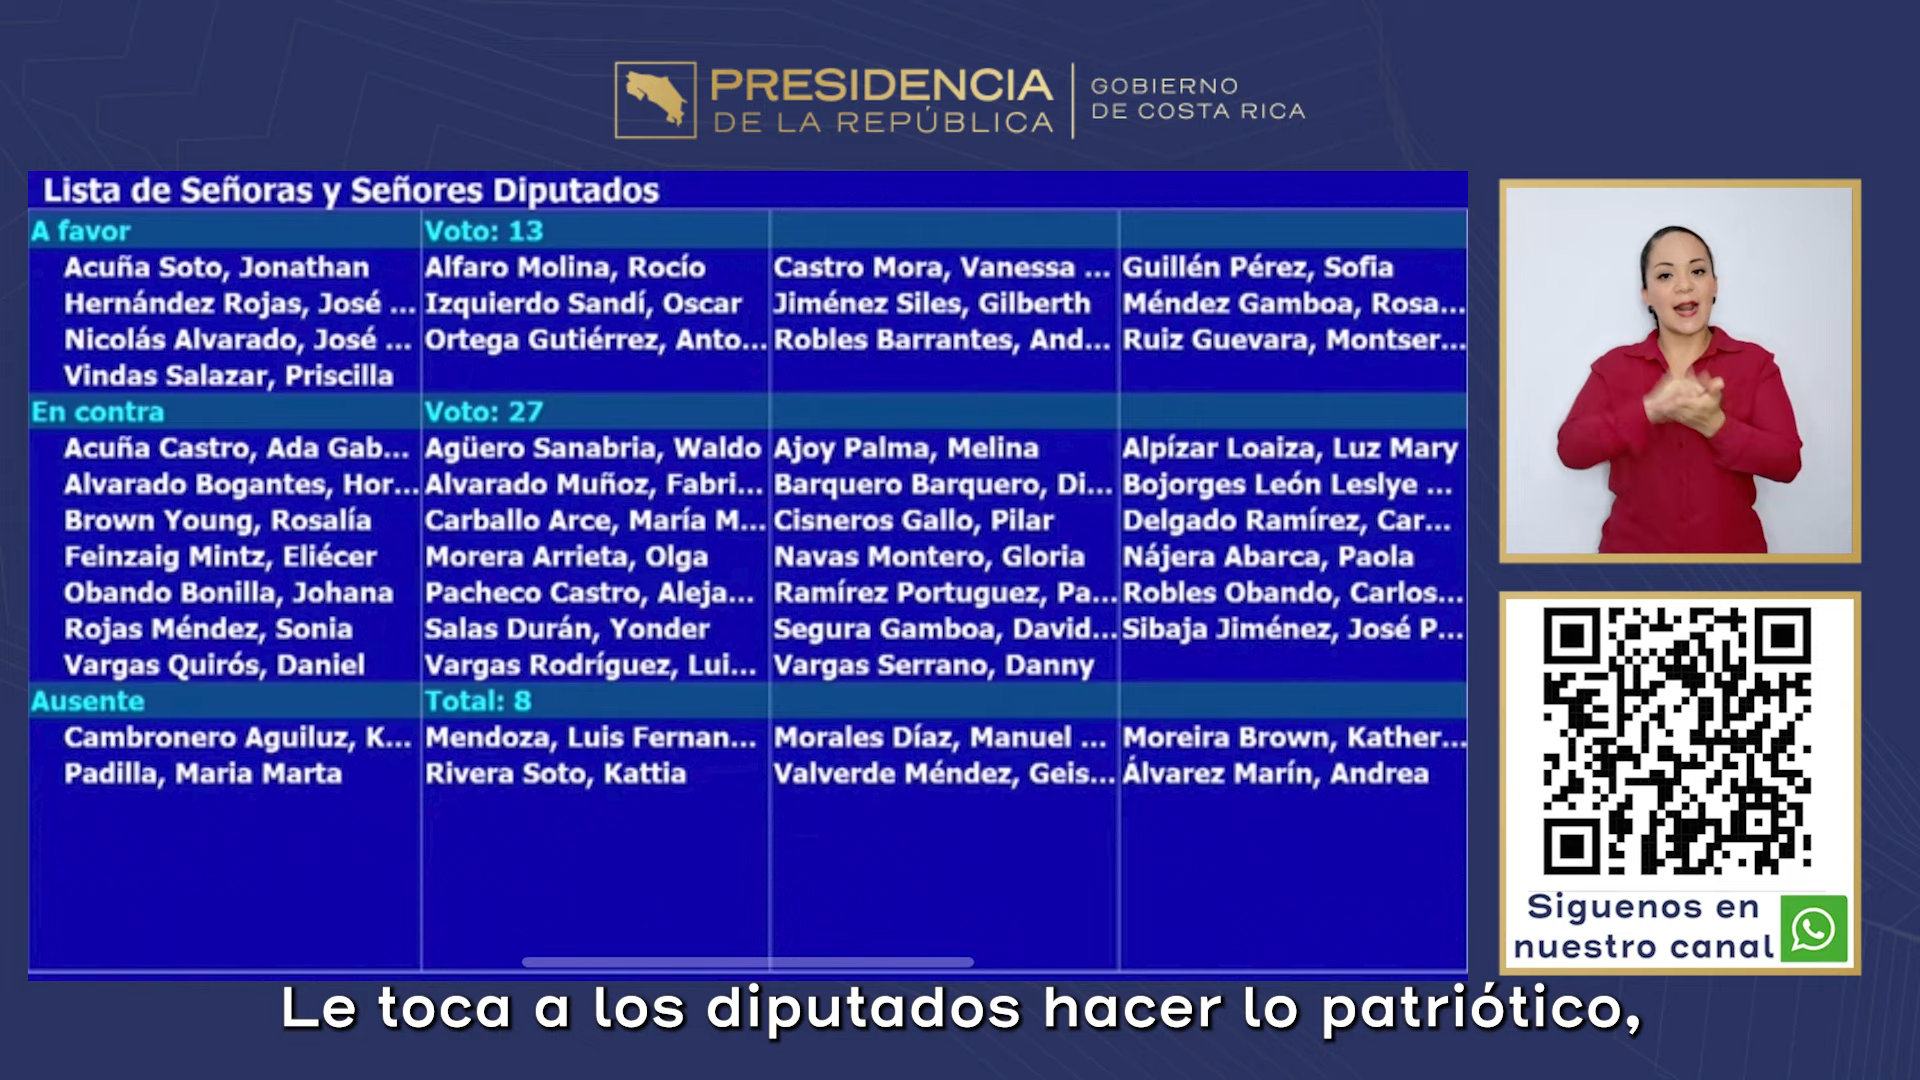 PRESIDENCIA
DE LA REPÚBLICA
GOBIERNO
DE COSTA RICA
Lista de Señoras y Señores Diputados
A favor Voto: 13
Acuña Soto, Jonathan Alfaro Molina, Rocío Castro Mora, Vanessa ... Guillén Pérez, Sofia
Hernández Rojas, José ... Izquierdo Sandí, Oscar Jiménez Siles, Gilberth Méndez Gamboa, Rosa...
Nicolás Alvarado, José ... Ortega Gutiérrez, Anto... Robles Barrantes, And... Ruiz Guevara, Montser...
Vindas Salazar, Priscilla
En contra Voto: 27
Acuña Castro, Ada Gab... Agüero Sanabria, Waldo Ajoy Palma, Melina Alpízar Loaiza, Luz Mary
Alvarado Bogantes, Hor... Alvarado Muñoz, Fabri... Barquero Barquero, Di... Bojorges León Leslye ...
Brown Young, Rosalía Carballo Arce, María M... Cisneros Gallo, Pilar Delgado Ramírez, Car...
Feinzaig Mintz, Eliécer Morera Arrieta, Olga Navas Montero, Gloria Nájera Abarca, Paola
Obando Bonilla, Johana Pacheco Castro, Aleja... Ramírez Portuguez, Pa... Robles Obando, Carlos...
Rojas Méndez, Sonia Salas Durán, Yonder Segura Gamboa, David... Sibaja Jiménez, José P...
Vargas Quirós, Daniel Vargas Rodríguez, Lui... Vargas Serrano, Danny
Ausente Total: 8
Cambronero Aguiluz, K... Mendoza, Luis Fernan... Morales Díaz, Manuel ... Moreira Brown, Kather...
Padilla, Maria Marta Rivera Soto, Kattia Valverde Méndez, Geis... Álvarez Marín, Andrea
Siguenos en
nuestro canal
Le toca a los diputados hacer lo patriótico,